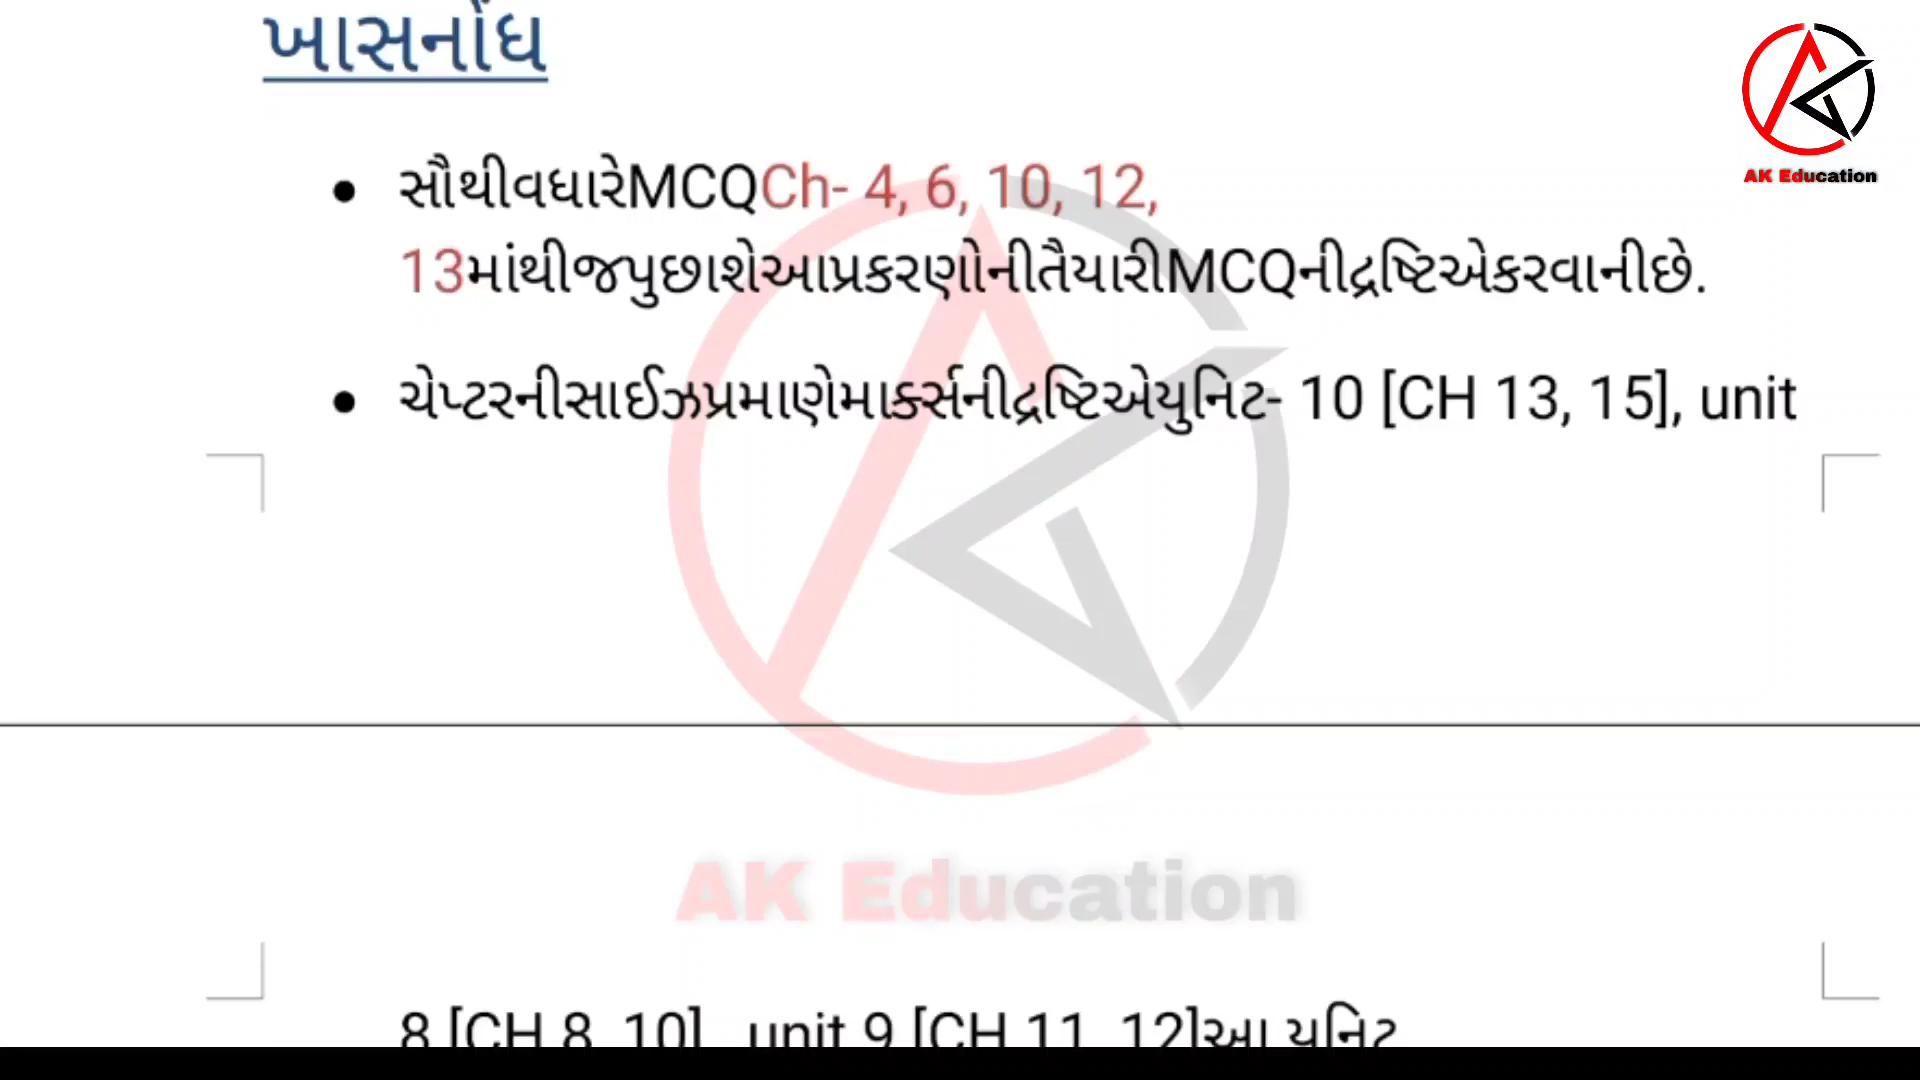 ખાસનોંધ
AK Education
• સૌથીવધારેMCQCh- 4, 6, 10, 12,
13માંથીજપુછાશેઆપ્રકરણોનીતૈયારીMCQનીદ્રષ્ટિએકરવાનીછે.
• ચેપ્ટરનીસાઈઝપ્રમાણેમાર્ક્સનીદ્રષ્ટિએયુનિટ- 10 [CH 13, 15], unit
AK Education
8 [CH 8, 10], unit 9 [CH 11, 12]આ યુનિટ